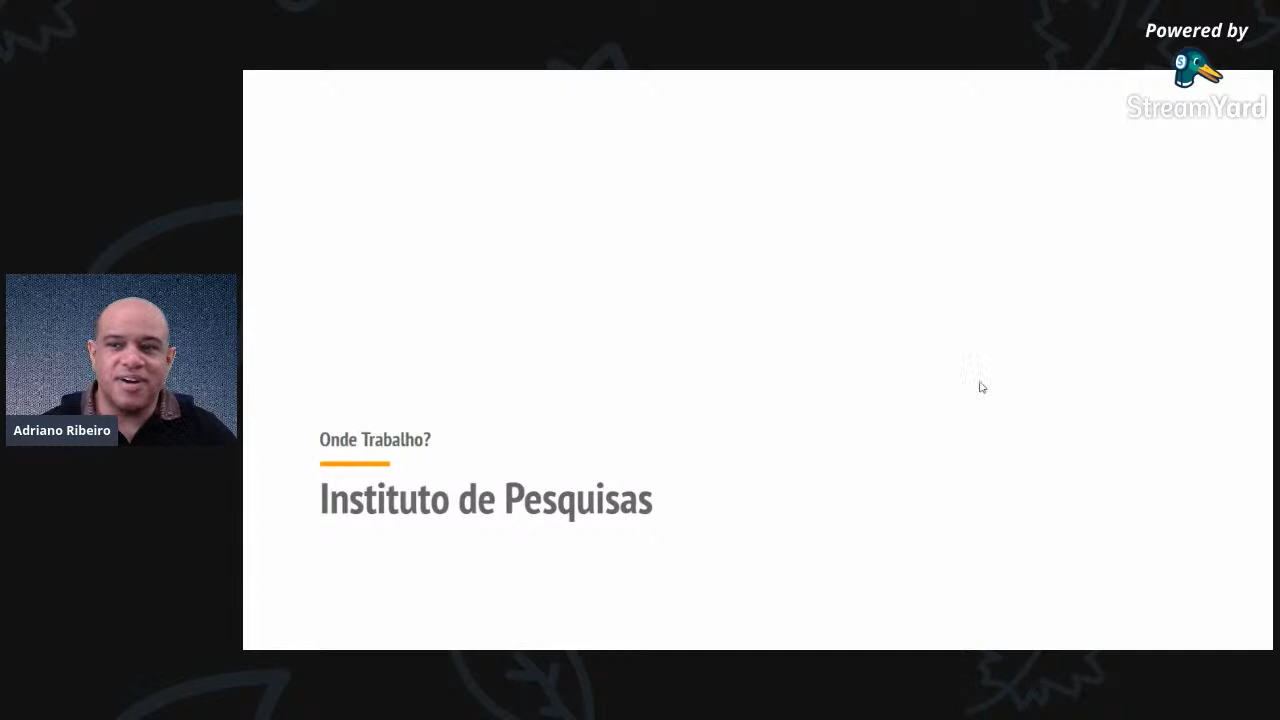 Powered by
StreamYard
Adriano Ribeiro
Onde Trabalho?
Instituto de Pesquisas